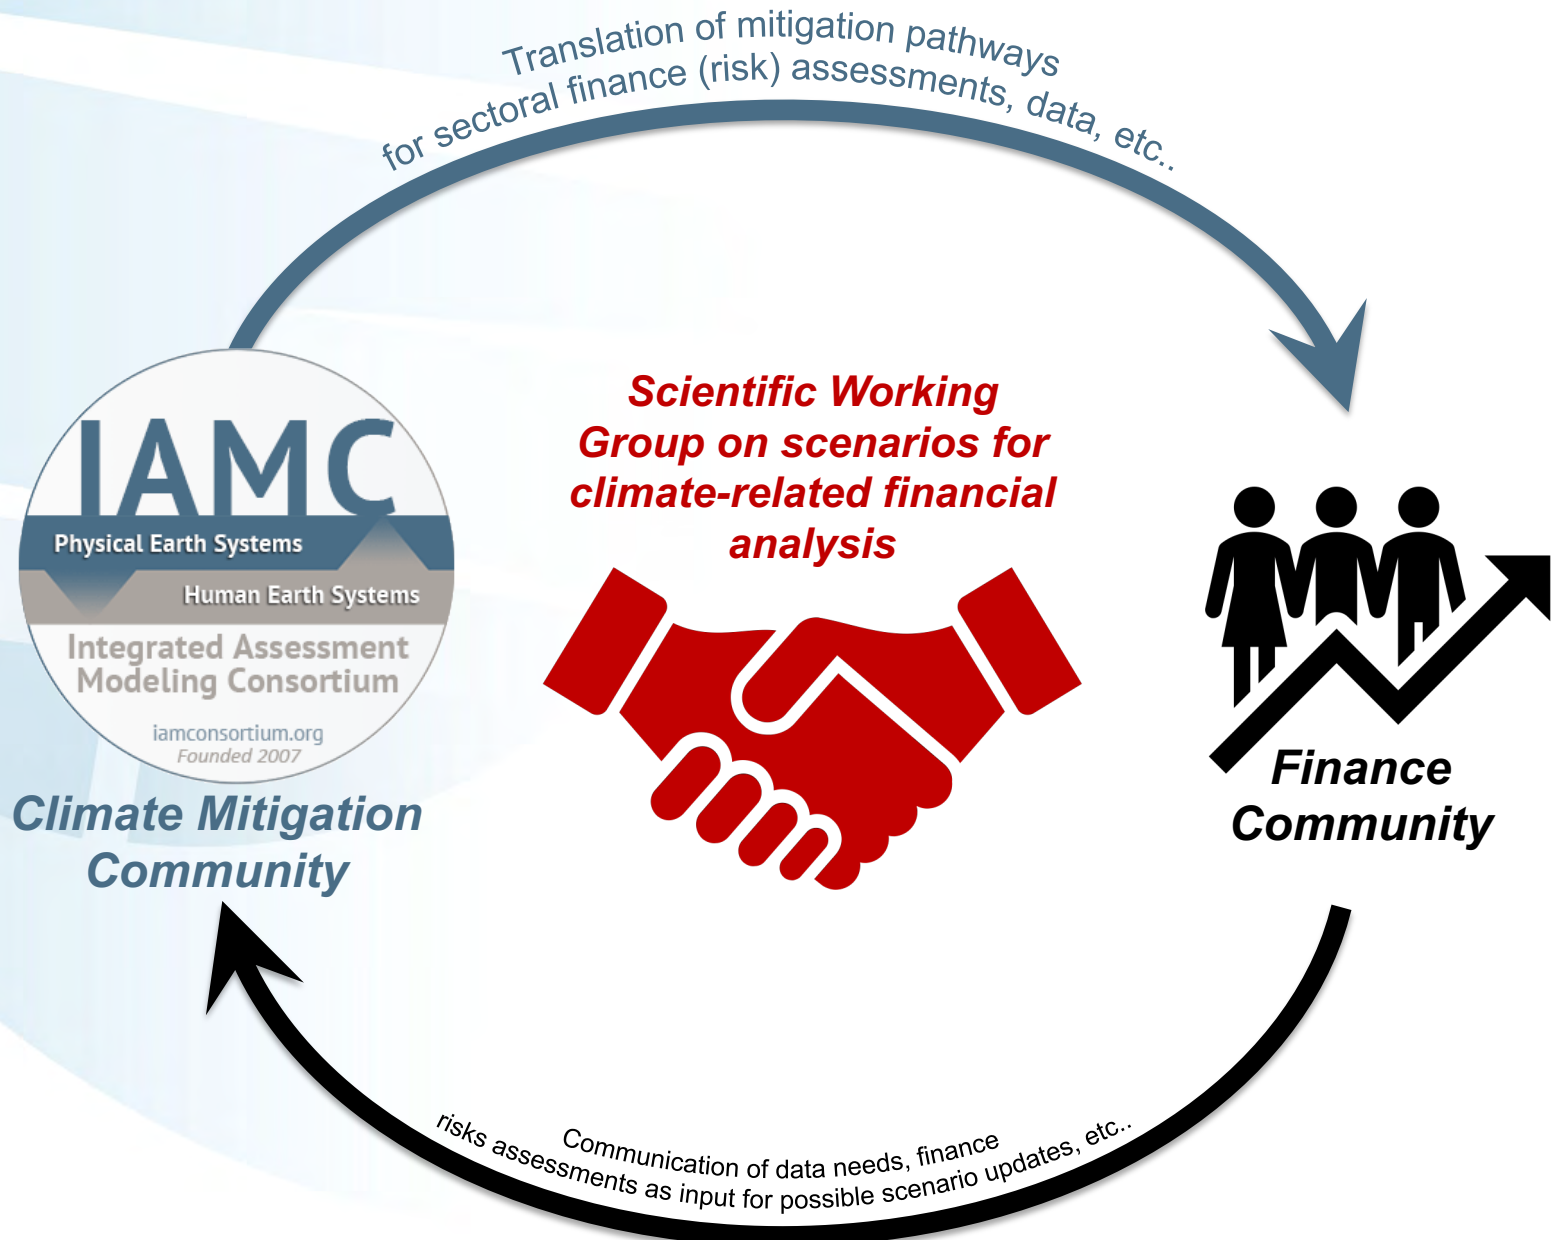 Translation of mitigation pathways
for sectoral finance (risk) assessments, data, etc..
IAMC
Physical Earth Systems
Human Earth Systems
Integrated Assessment
Modeling Consortium
iamconsortium.org
Founded 2007
Climate Mitigation
Community
Scientific Working
Group on scenarios for
climate-related financial
analysis
Finance
Community
Communication of data needs, finance
risks assessments as input for possible scenario updates, etc..